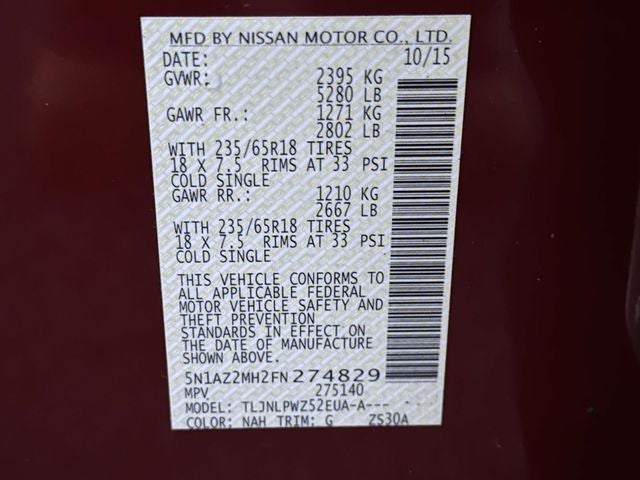 MFD BY NISSAN MOTOR CO., LTD.
DATE: 10/15
GVWR: 2395 KG
5280 LB
GAWR FR.: 1271 KG
2802 LB
WITH 235/65R18 TIRES
18 X 7.5 RIMS AT 33 PSI
COLD SINGLE
GAWR RR.: 1210 KG
2667 LB
WITH 235/65R18 TIRES
18 X 7.5 RIMS AT 33 PSI
COLD SINGLE
THIS VEHICLE CONFORMS TO
ALL APPLICABLE FEDERAL
MOTOR VEHICLE SAFETY AND
THEFT PREVENTION
STANDARDS IN EFFECT ON
THE DATE OF MANUFACTURE
SHOWN ABOVE.
5N1AZ2MH2FN274829
MPV 275140
MODEL: TLJNLPWZ52EUA-A---
COLOR: NAH TRIM: G ZS30A